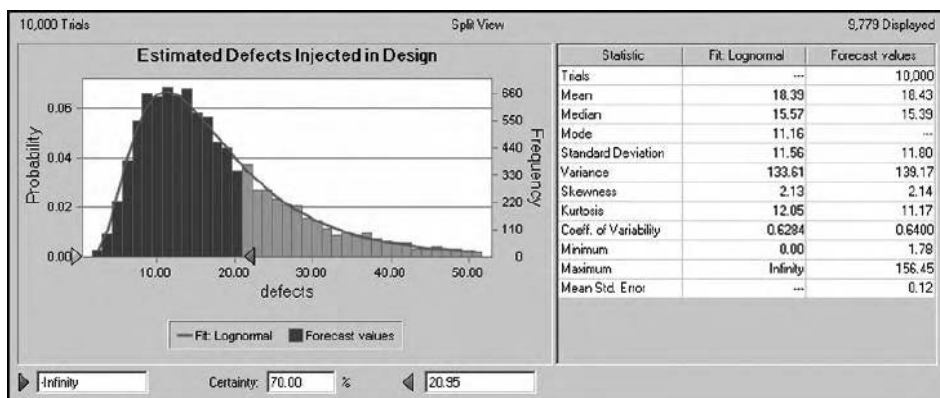 10,000 Trials Split View 9,779 Displayed
Estimated Defects Injected in Design
Probability
0.06
0.04
0.02
0.00
660
550
440
330
220
110
0
Frequency
10.00 20.00 30.00 40.00 50.00
defects
Fit: Lognormal Forecast values
Statistic Fit: Lognormal Forecast values
Trials --- 10,000
Mean 18.39 18.43
Median 15.57 15.39
Mode 11.16 ---
Standard Deviation 11.56 11.80
Variance 133.61 139.17
Skewness 2.13 2.14
Kurtosis 12.05 11.17
Coeff. of Variability 0.6284 0.6400
Minimum 0.00 1.78
Maximum Infinity 156.45
Mean Std. Error --- 0.12
-Infinity Certainty: 70.00 % 20.95